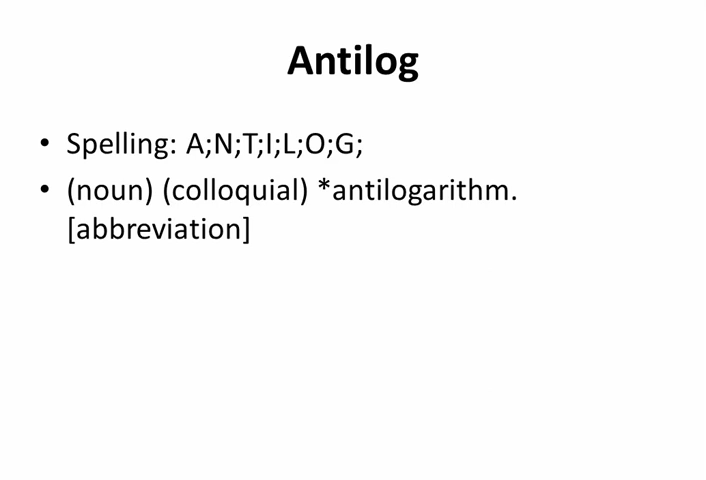 Antilog
• Spelling: A;N;T;I;L;O;G;
• (noun) (colloquial) *antilogarithm.
[abbreviation]